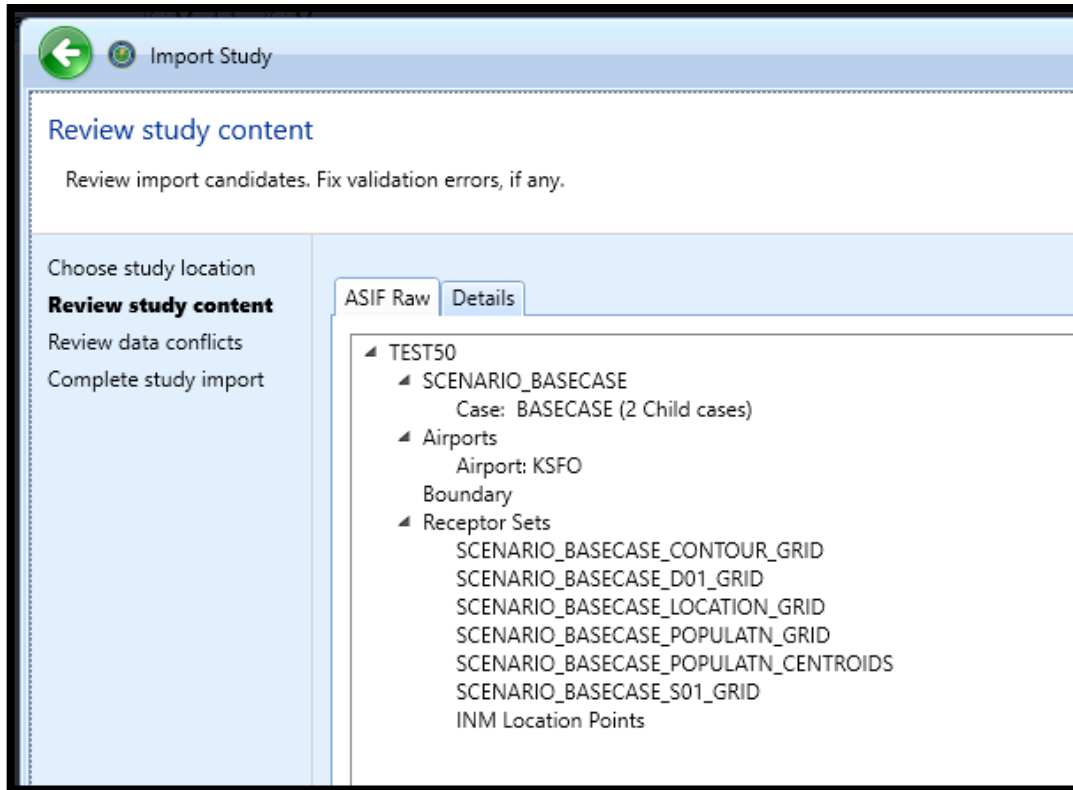 Import Study
Review study content
Review import candidates. Fix validation errors, if any.
Choose study location
Review study content
Review data conflicts
Complete study import
ASIF Raw
Details
TEST50
SCENARIO_BASECASE
Case: BASECASE (2 Child cases)
Airports
Airport: KSFO
Boundary
Receptor Sets
SCENARIO_BASECASE_CONTOUR_GRID
SCENARIO_BASECASE_D01_GRID
SCENARIO_BASECASE_LOCATION_GRID
SCENARIO_BASECASE_POPULATN_GRID
SCENARIO_BASECASE_POPULATN_CENTROIDS
SCENARIO_BASECASE_S01_GRID
INM Location Points